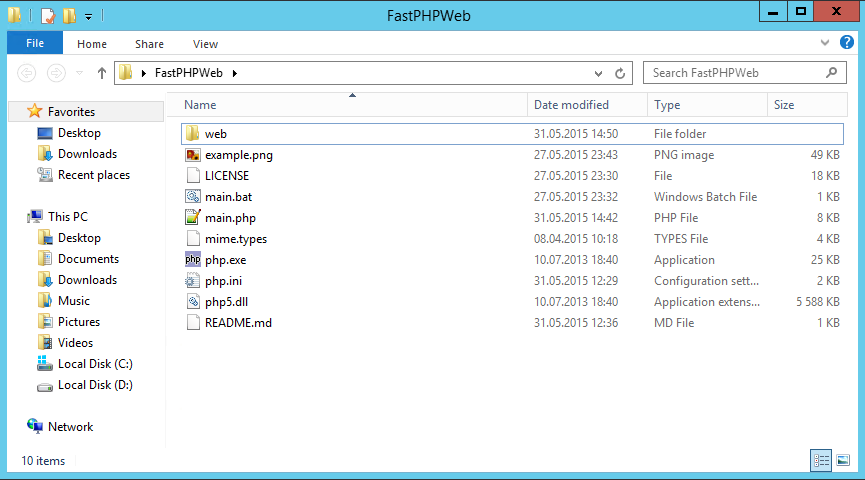 FastPHPWeb
File Home Share View
FastPHPWeb Search FastPHPWeb
Favorites
Desktop
Downloads
Recent places
This PC
Desktop
Documents
Downloads
Music
Pictures
Videos
Local Disk (C:)
Local Disk (D:)
Network
Name Date modified Type Size
web 31.05.2015 14:50 File folder
example.png 27.05.2015 23:43 PNG image 49 KB
LICENSE 27.05.2015 23:30 File 18 KB
main.bat 27.05.2015 23:32 Windows Batch File 1 KB
main.php 31.05.2015 14:42 PHP File 8 KB
mime.types 08.04.2015 10:18 TYPES File 4 KB
php php.exe 10.07.2013 18:40 Application 25 KB
php.ini 31.05.2015 12:29 Configuration sett... 2 KB
php5.dll 10.07.2013 18:40 Application extens... 5 588 KB
README.md 31.05.2015 12:36 MD File 1 KB
10 items